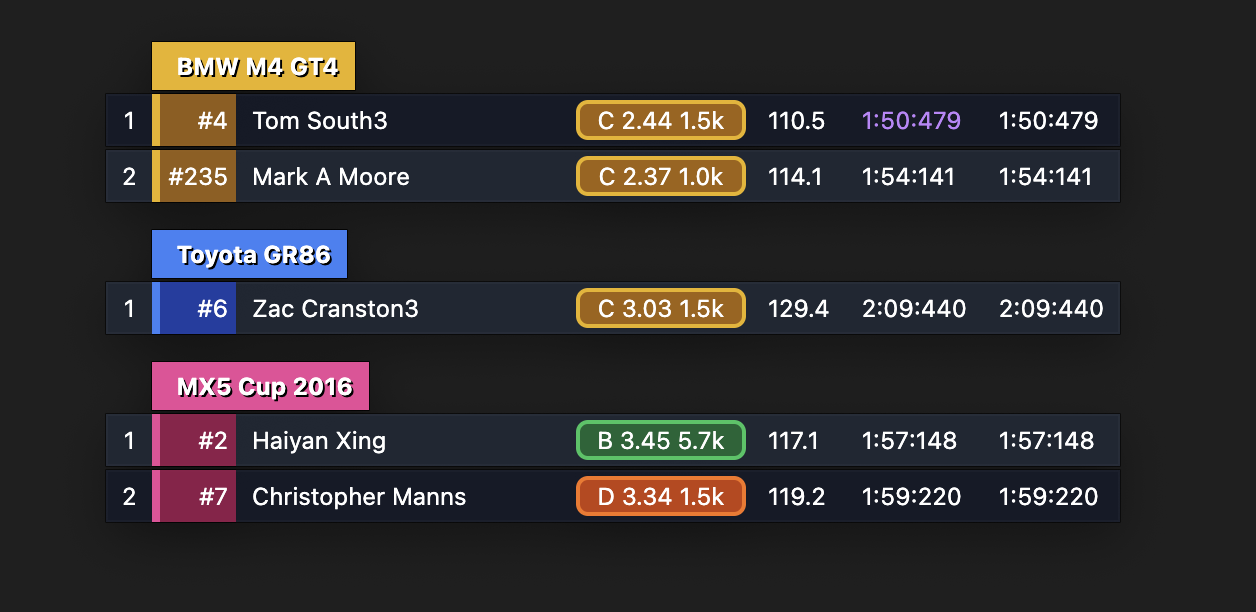 BMW M4 GT4
1 #4 Tom South3 C 2.44 1.5k 110.5 1:50:479 1:50:479
2 #235 Mark A Moore C 2.37 1.0k 114.1 1:54:141 1:54:141
Toyota GR86
1 #6 Zac Cranston3 C 3.03 1.5k 129.4 2:09:440 2:09:440
MX5 Cup 2016
1 #2 Haiyan Xing B 3.45 5.7k 117.1 1:57:148 1:57:148
2 #7 Christopher Manns D 3.34 1.5k 119.2 1:59:220 1:59:220